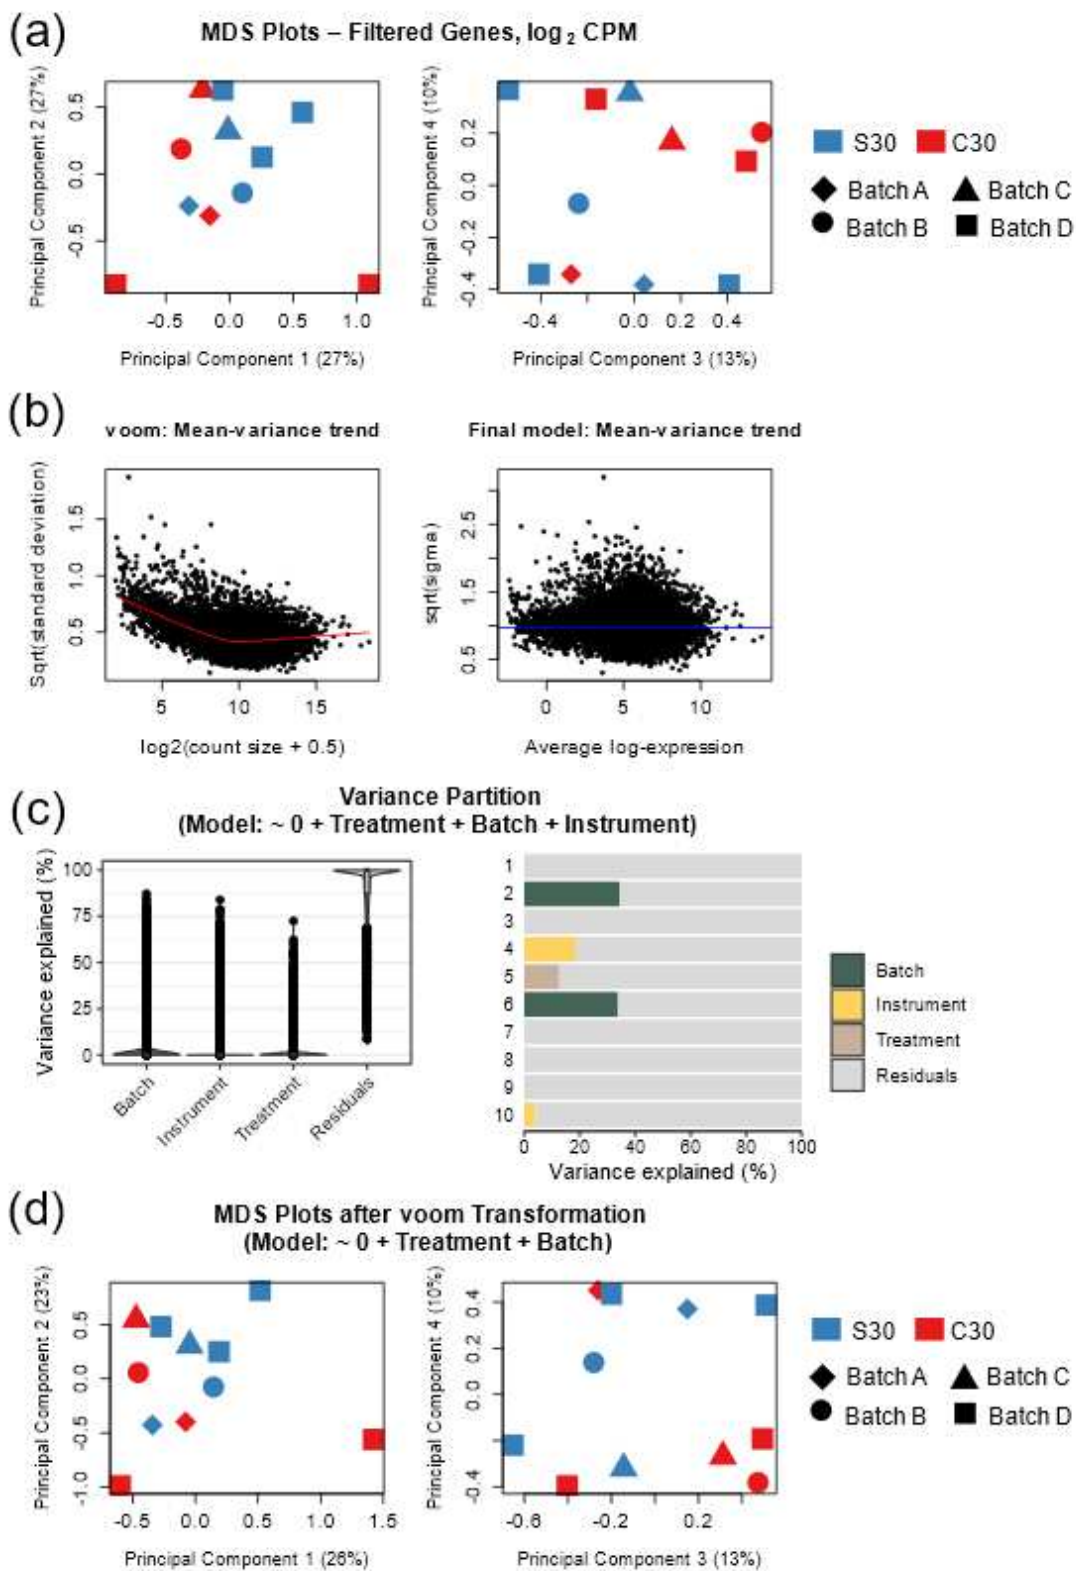 (a)
MDS Plots – Filtered Genes, log2 CPM
Principal Component 2 (27%)
0.5
0.0
-0.5
-0.5 0.0 0.5 1.0
Principal Component 1 (27%)
Principal Component 4 (10%)
0.2
0.0
-0.2
-0.4
-0.4 0.0 0.2 0.4
Principal Component 3 (13%)
S30 C30
Batch A Batch C
Batch B Batch D
(b)
voom: Mean-variance trend
Sqrt(standard deviation)
1.5
1.0
0.5
5 10 15
log2(count size + 0.5)
Final model: Mean-variance trend
sqrt(sigma)
2.5
1.5
0.5
0 5 10
Average log-expression
(c)
Variance Partition
(Model: ~ 0 + Treatment + Batch + Instrument)
Variance explained (%)
100
75
50
25
0
Batch
Instrument
Treatment
Residuals
1
2
3
4
5
6
7
8
9
10
0 20 40 60 80 100
Variance explained (%)
Batch
Instrument
Treatment
Residuals
(d)
MDS Plots after voom Transformation
(Model: ~ 0 + Treatment + Batch)
Principal Component 2 (23%)
0.5
0.0
-0.5
-1.0
-0.5 0.0 0.5 1.0 1.5
Principal Component 1 (26%)
Principal Component 4 (10%)
0.4
0.2
0.0
-0.4
-0.6 -0.2 0.2
Principal Component 3 (13%)
S30 C30
Batch A Batch C
Batch B Batch D